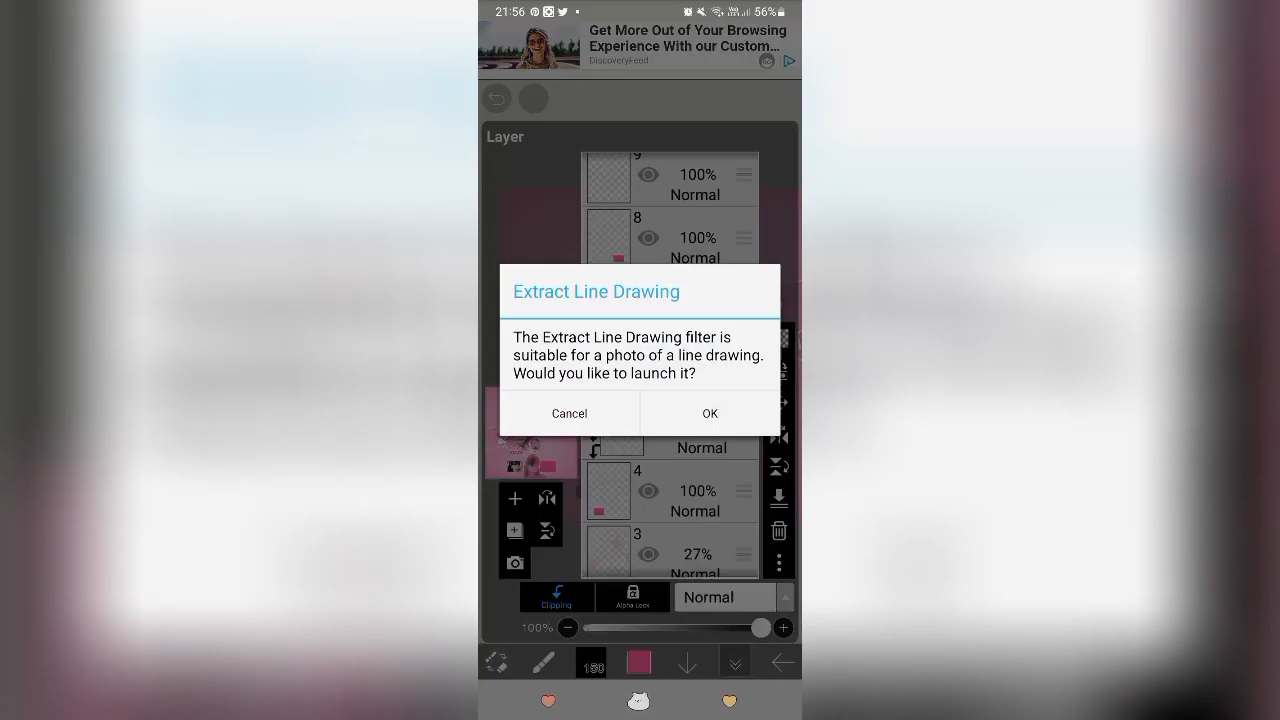 21:56
56%
Get More Out of Your Browsing
Experience With our Custom...
DiscoveryFeed
Layer
9
100%
Normal
8
100%
Normal
Extract Line Drawing
The Extract Line Drawing filter is
suitable for a photo of a line drawing.
Would you like to launch it?
Cancel
OK
Normal
4
100%
Normal
3
27%
Normal
Clipping
Alpha Lock
Normal
100%
150